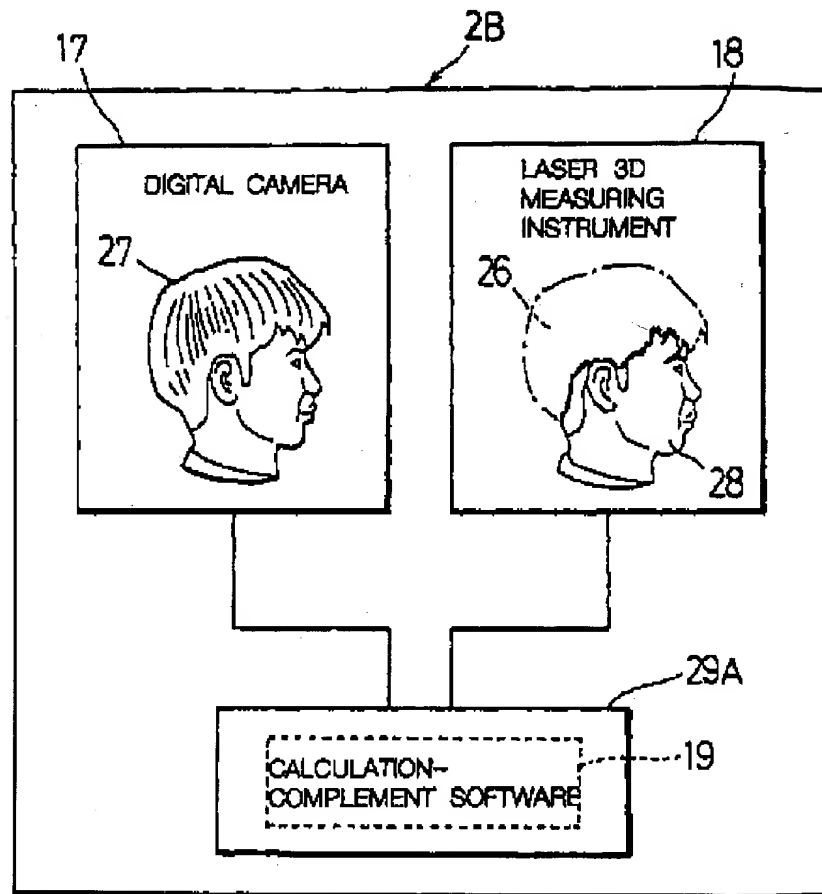 2B
17
18
DIGITAL CAMERA
LASER 3D
MEASURING
INSTRUMENT
27
26
28
29A
19
CALCULATION-
COMPLEMENT SOFTWARE